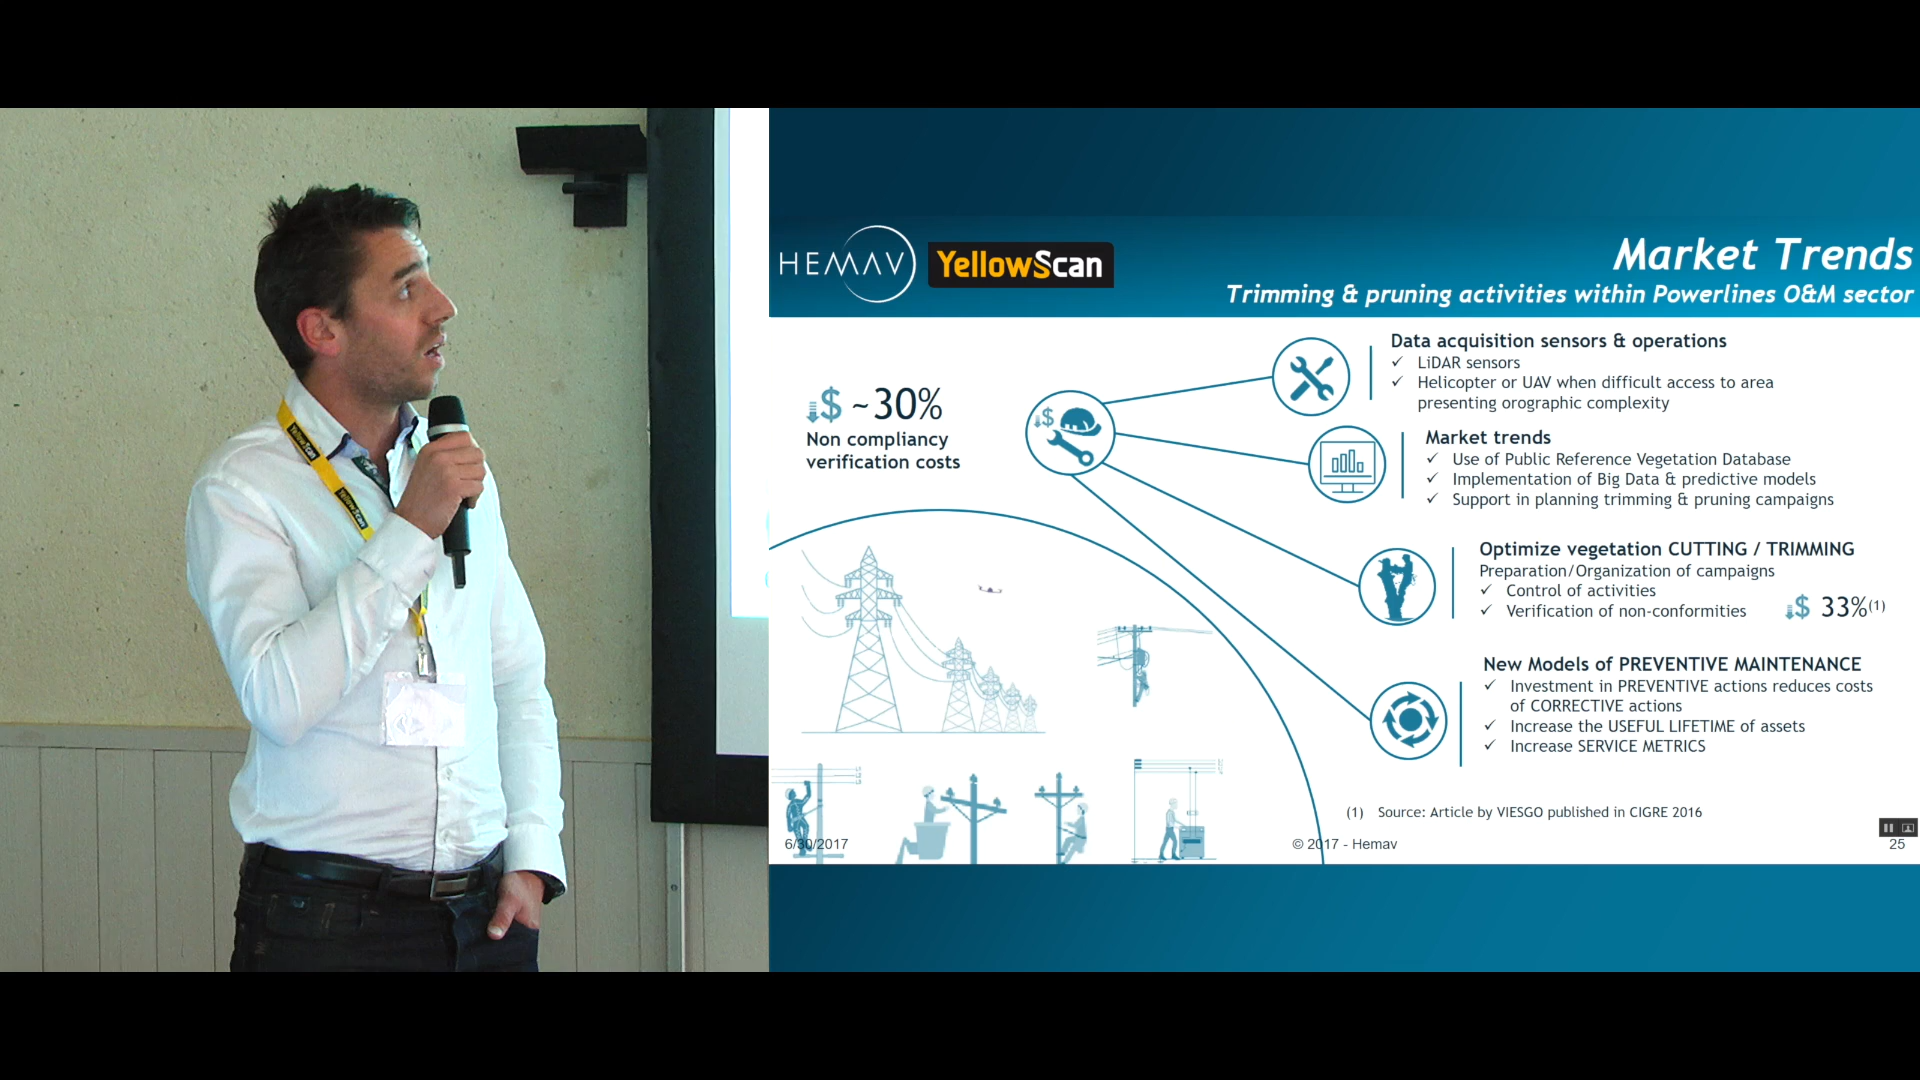 HEMAV
YellowScan
Market Trends
Trimming & pruning activities within Powerlines O&M sector
$ ~30%
Non compliancy
verification costs
$
Data acquisition sensors & operations
✓ LiDAR sensors
✓ Helicopter or UAV when difficult access to area
presenting orographic complexity
Market trends
✓ Use of Public Reference Vegetation Database
✓ Implementation of Big Data & predictive models
✓ Support in planning trimming & pruning campaigns
Optimize vegetation CUTTING / TRIMMING
Preparation/Organization of campaigns
✓ Control of activities
✓ Verification of non-conformities $ 33%(1)
New Models of PREVENTIVE MAINTENANCE
✓ Investment in PREVENTIVE actions reduces costs
of CORRECTIVE actions
✓ Increase the USEFUL LIFETIME of assets
✓ Increase SERVICE METRICS
(1) Source: Article by VIESGO published in CIGRE 2016
6/30/2017
© 2017 - Hemav
25
YellowScan
YellowScan